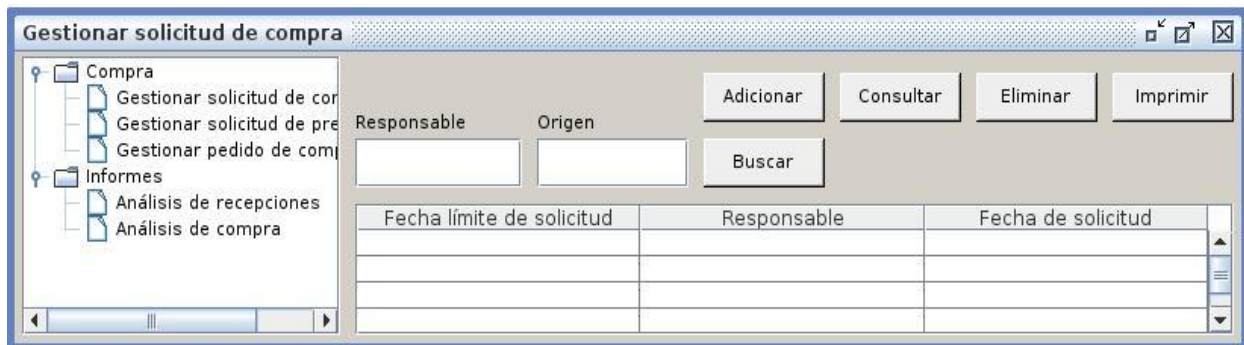 Gestionar solicitud de compra
Compra
Gestionar solicitud de cor
Gestionar solicitud de pre
Gestionar pedido de comp
Informes
Análisis de recepciones
Análisis de compra
Adicionar Consultar Eliminar Imprimir
Responsable Origen
Buscar
Fecha límite de solicitud Responsable Fecha de solicitud